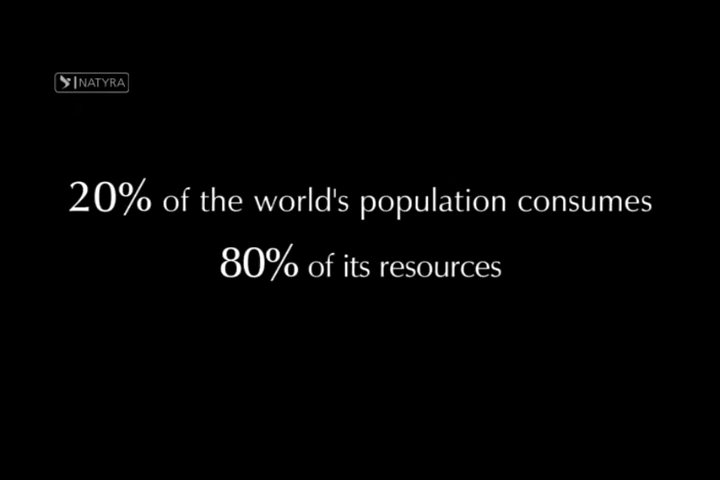 NATYRA
20% of the world's population consumes
80% of its resources